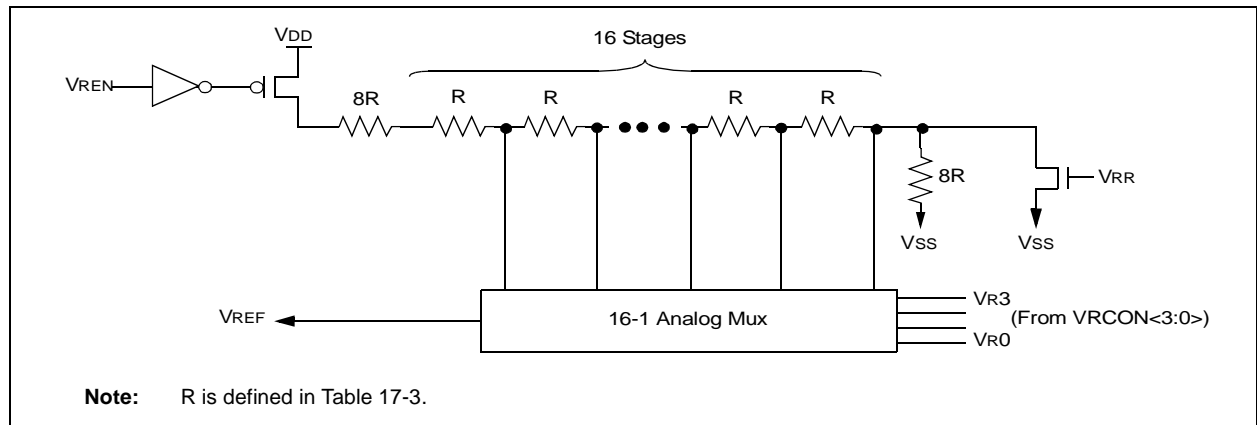 VDD
16 Stages
VREN
8R
R
R
R
R
8R
VRR
VSS
VSS
VREF
16-1 Analog Mux
VR3
(From VRCON<3:0>)
VR0
Note: R is defined in Table 17-3.